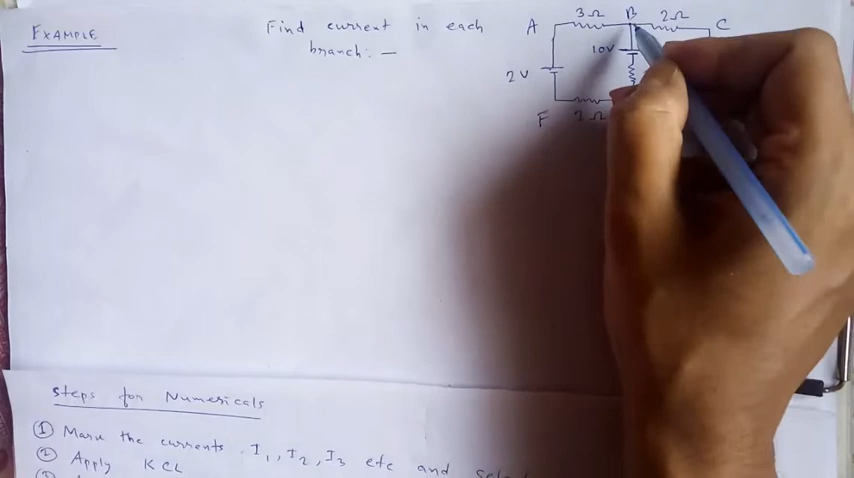 EXAMPLE
Find current in each
branch: —
A 3Ω B 2Ω C
10V
2V
F 2Ω
Steps for Numericals
① Mark the currents I₁, I₂, I₃ etc and
② Apply KCL